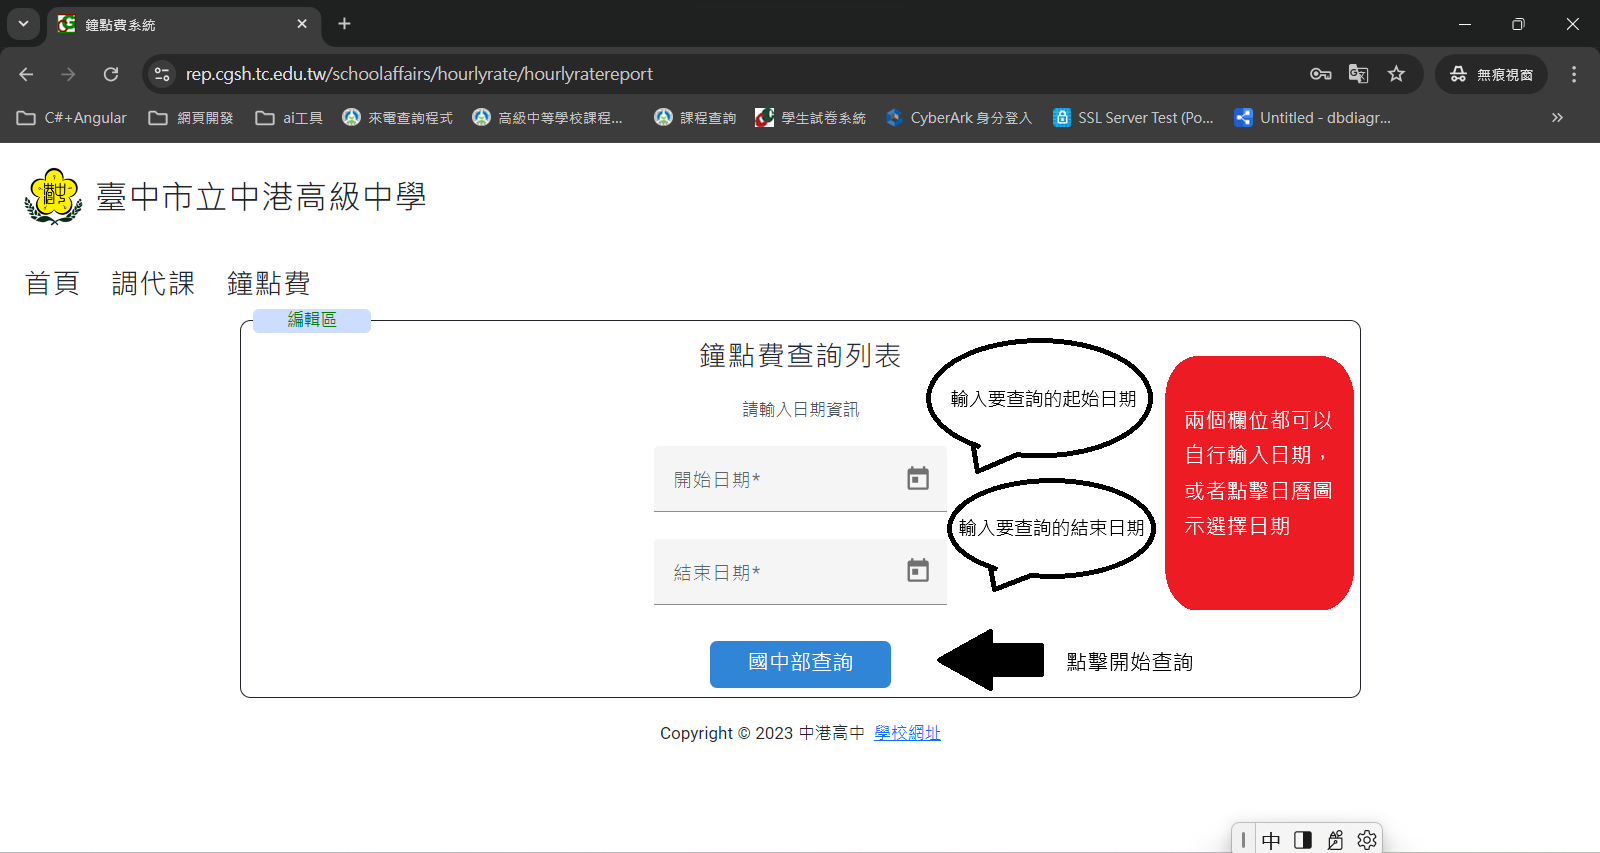 鐘點費系統
rep.cgsh.tc.edu.tw/schoolaffairs/hourlyrate/hourlyratereport
無痕視窗
C#+Angular
網頁開發
ai工具
來電查詢程式
高級中等學校課程...
課程查詢
學生試卷系統
CyberArk 身分登入
SSL Server Test (Po...
Untitled - dbdiagr...
臺中市立中港高級中學
首頁 調代課 鐘點費
編輯區
鐘點費查詢列表
請輸入日期資訊
輸入要查詢的起始日期
開始日期*
輸入要查詢的結束日期
結束日期*
兩個欄位都可以
自行輸入日期，
或者點擊日曆圖
示選擇日期
國中部查詢
點擊開始查詢
Copyright © 2023 中港高中 學校網址
中